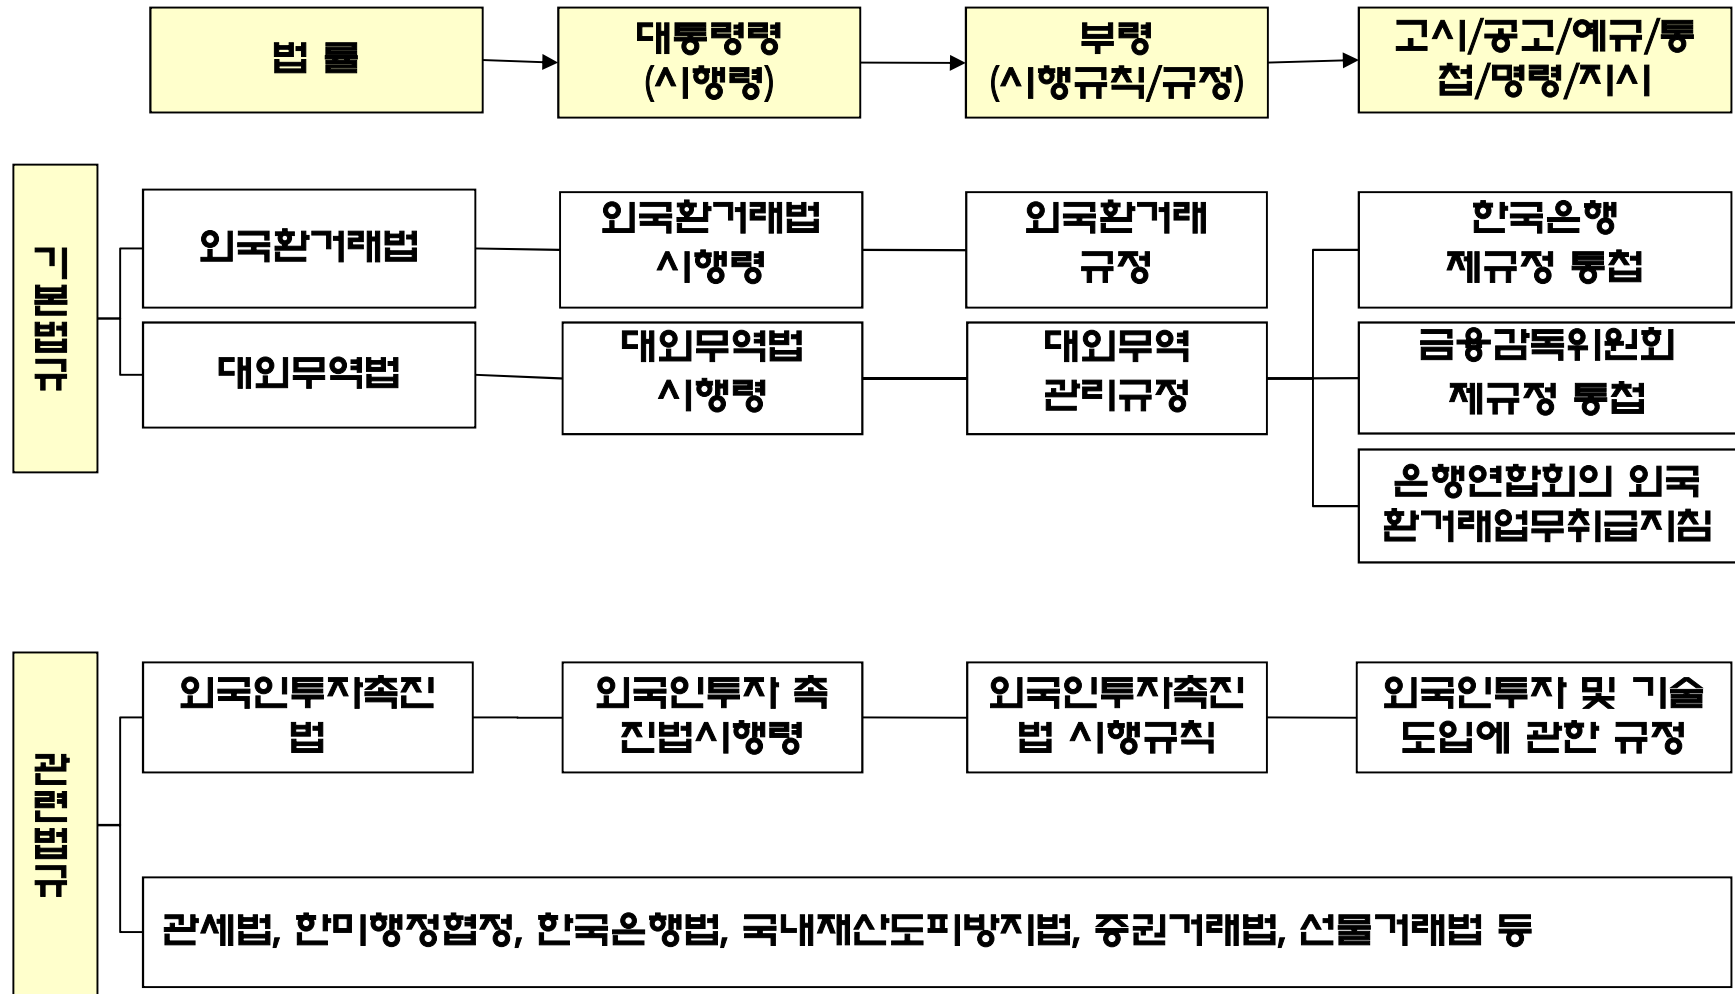 법 률
대통령령
(시행령)
부령
(시행규칙/규정)
고시/공고/예규/통
첩/명령/지시
기본법규
외국환거래법
외국환거래법
시행령
외국환거래
규정
한국은행
제규정 통첩
대외무역법
대외무역법
시행령
대외무역
관리규정
금융감독위원회
제규정 통첩
은행연합회의 외국
환거래업무취급지침
관련법규
외국인투자촉진
법
외국인투자 촉
진법시행령
외국인투자촉진
법 시행규칙
외국인투자 및 기술
도입에 관한 규정
관세법, 한미행정협정, 한국은행법, 국내재산도피방지법, 증권거래법, 선물거래법 등